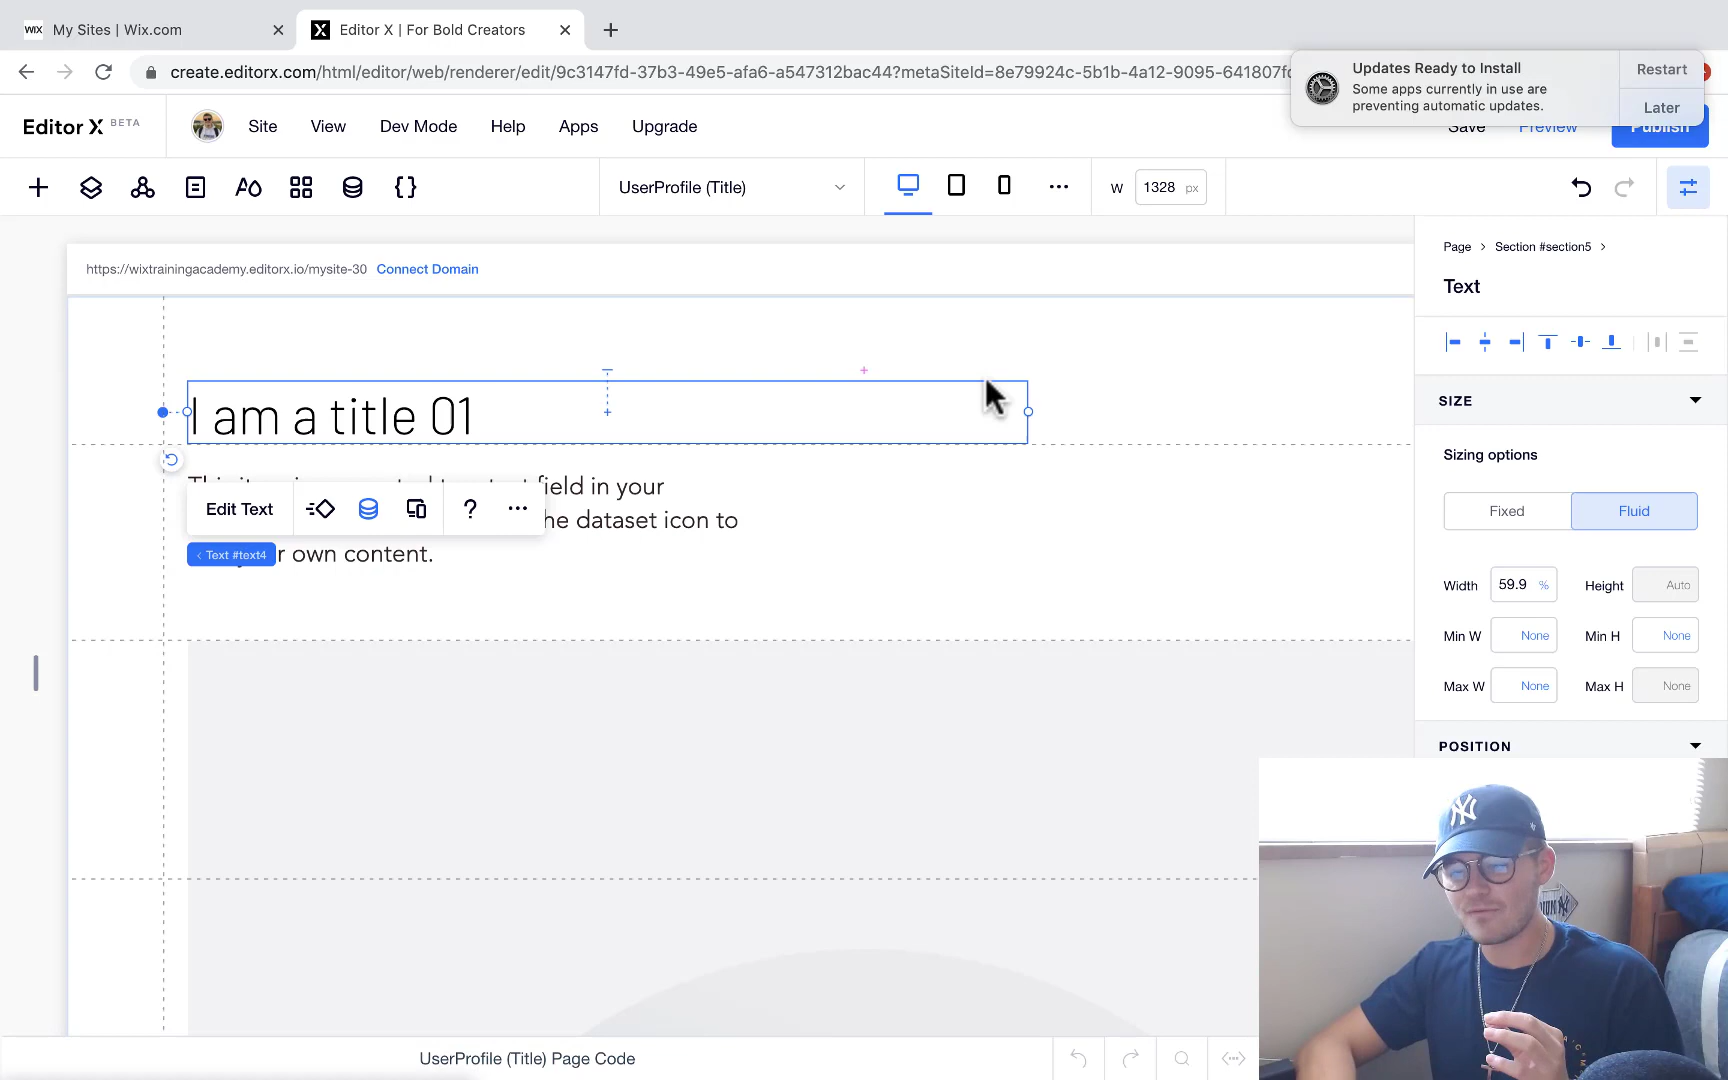 WIX My Sites | Wix.com
X Editor X | For Bold Creators
create.editorx.com/html/editor/web/renderer/edit/9c3147fd-37b3-49e5-afa6-a547312bac44?metaSiteId=8e79924c-5b1b-4a12-9095-641807f
Updates Ready to Install
Some apps currently in use are
preventing automatic updates.
Restart
Later
Editor X BETA
Site
View
Dev Mode
Help
Apps
Upgrade
Save
Preview
Publish
UserProfile (Title)
W
1328 px
https://wixtrainingacademy.editorx.io/mysite-30 Connect Domain
Page > Section #section5 >
Text
I am a title 01
field in your
he dataset icon to
r own content.
Edit Text
?
< Text #text4
SIZE
Sizing options
Fixed
Fluid
Width 59.9 %
Height Auto
Min W None
Min H None
Max W None
Max H None
POSITION
UserProfile (Title) Page Code